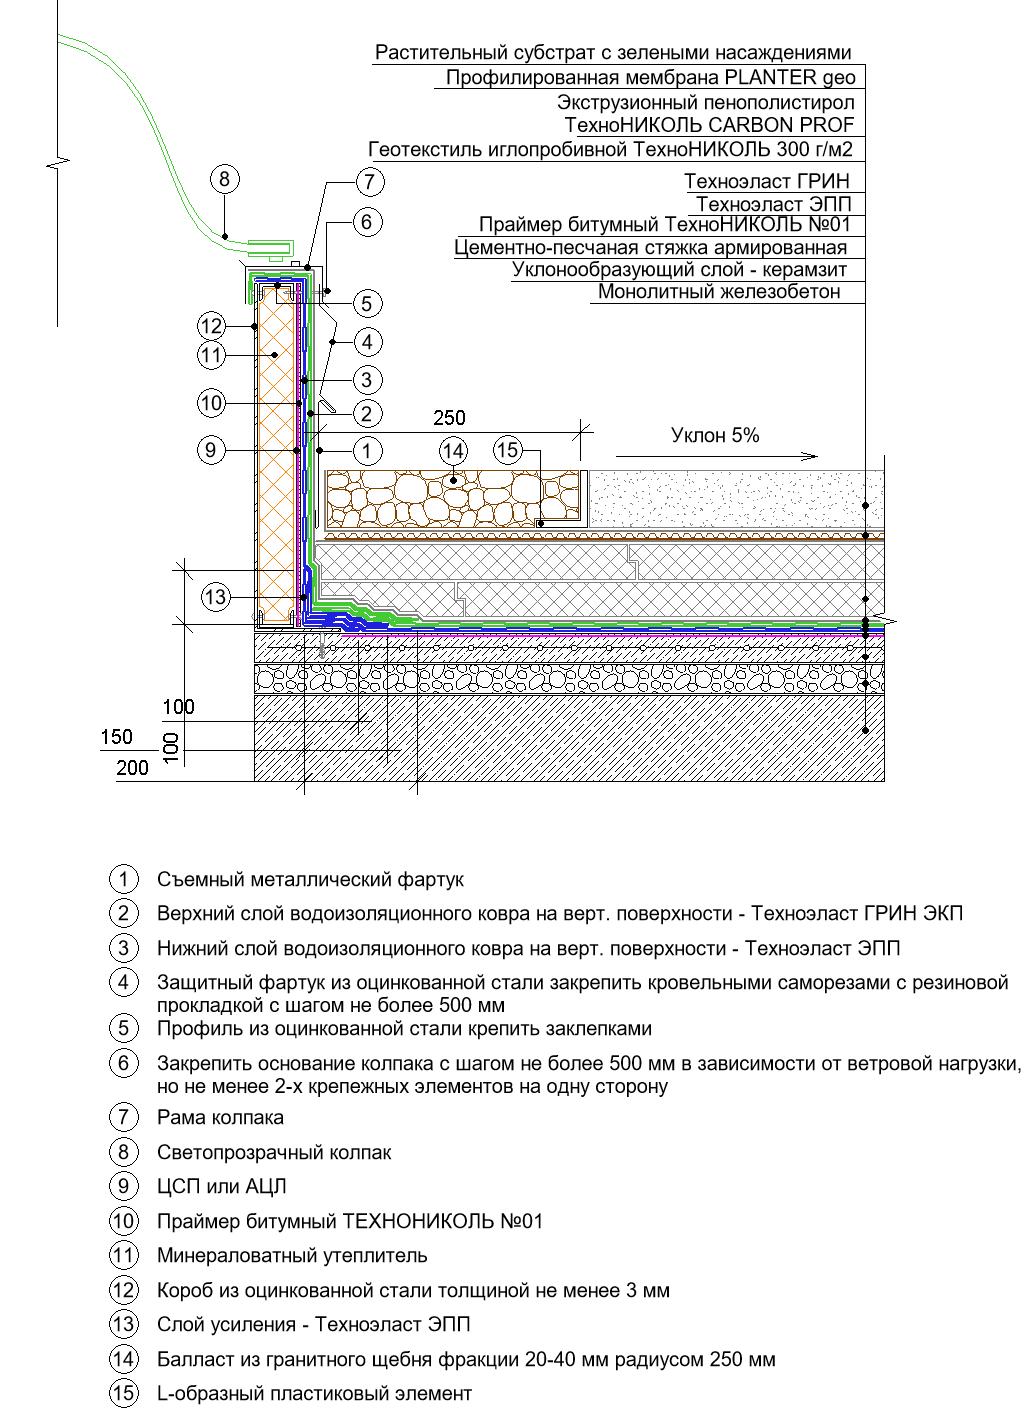 Растительный субстрат с зелеными насаждениями
Профилированная мембрана PLANTER geo
Экструзионный пенополистирол
ТехноНИКОЛЬ CARBON PROF
Геотекстиль иглопробивной ТехноНИКОЛЬ 300 г/м2
Техноэласт ГРИН
Техноэласт ЭПП
Праймер битумный ТехноНИКОЛЬ №01
Цементно-песчаная стяжка армированная
Уклонообразующий слой - керамзит
Монолитный железобетон
8
7
6
5
12
4
11
3
10
2
250
Уклон 5%
9
1
14
15
13
100
150
100
200
1 Съемный металлический фартук
2 Верхний слой водоизоляционного ковра на верт. поверхности - Техноэласт ГРИН ЭКП
3 Нижний слой водоизоляционного ковра на верт. поверхности - Техноэласт ЭПП
4 Защитный фартук из оцинкованной стали закрепить кровельными саморезами с резиновой
прокладкой с шагом не более 500 мм
5 Профиль из оцинкованной стали крепить заклепками
6 Закрепить основание колпака с шагом не более 500 мм в зависимости от ветровой нагрузки,
но не менее 2-х крепежных элементов на одну сторону
7 Рама колпака
8 Светопрозрачный колпак
9 ЦСП или АЦЛ
10 Праймер битумный ТЕХНОНИКОЛЬ №01
11 Минераловатный утеплитель
12 Короб из оцинкованной стали толщиной не менее 3 мм
13 Слой усиления - Техноэласт ЭПП
14 Балласт из гранитного щебня фракции 20-40 мм радиусом 250 мм
15 L-образный пластиковый элемент